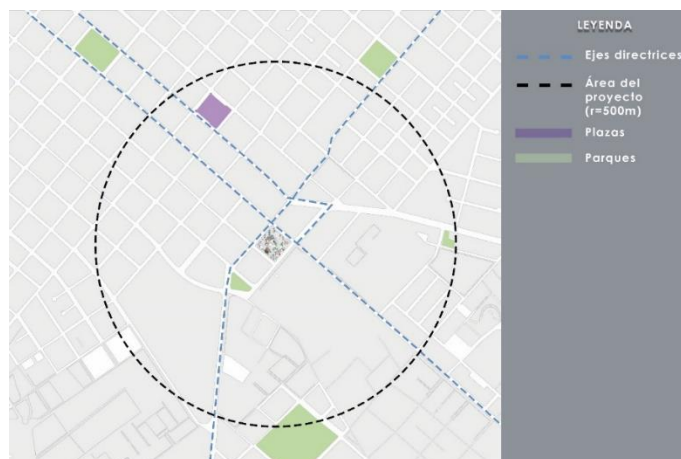 LEYENDA
Ejes directrices
Área del
proyecto
(r=500m)
Plazas
Parques